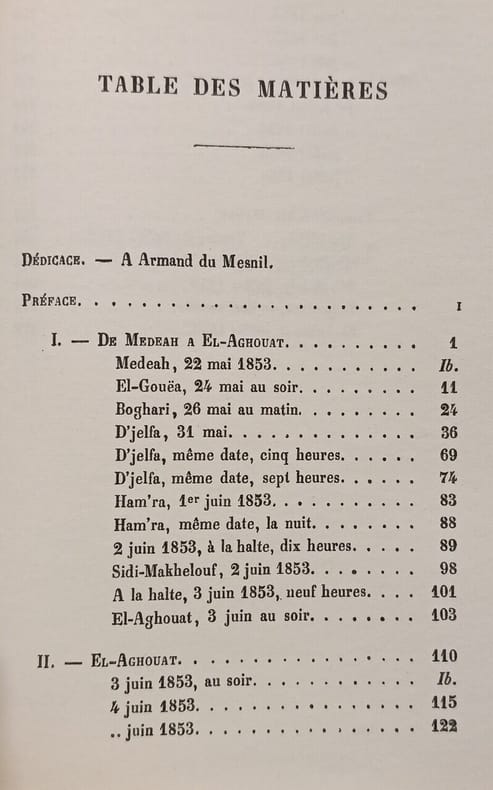 TABLE DES MATIÈRES
DÉDICACE. — A Armand du Mesnil.
PRÉFACE. . . . . . . . . . . . . . . . . . . . . I
I. — DE MEDEAH A EL-AGHOUAT. . . . . . . . . . 1
Medeah, 22 mai 1853. . . . . . . . . . . Ib.
El-Gouëa, 24 mai au soir. . . . . . . . . 11
Boghari, 26 mai au matin. . . . . . . . . 24
D'jelfa, 31 mai. . . . . . . . . . . . . . 36
D'jelfa, même date, cinq heures. . . . . . 69
D'jelfa, même date, sept heures. . . . . . 74
Ham'ra, 1er juin 1853. . . . . . . . . . . 83
Ham'ra, même date, la nuit. . . . . . . . 88
2 juin 1853, à la halte, dix heures. . . . . 89
Sidi-Makhelouf, 2 juin 1853. . . . . . . . 98
A la halte, 3 juin 1853, neuf heures. . . . 101
El-Aghouat, 3 juin au soir. . . . . . . . 103
II. — EL-AGHOUAT. . . . . . . . . . . . . . . . 110
3 juin 1853, au soir. . . . . . . . . . . . Ib.
4 juin 1853. . . . . . . . . . . . . . . . 115
.. juin 1853. . . . . . . . . . . . . . . . 122